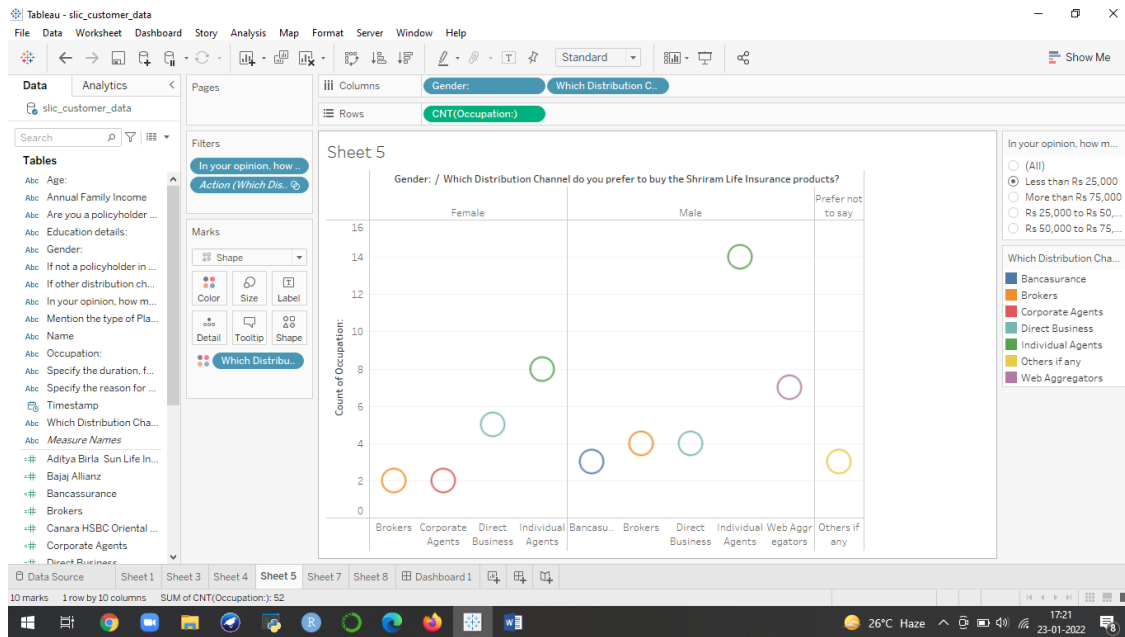 Tableau - slic_customer_data
File Data Worksheet Dashboard Story Analysis Map Format Server Window Help
Standard
Show Me
Data Analytics
slic_customer_data
Search
Tables
Abc Age:
Abc Annual Family Income
Abc Are you a policyholder ...
Abc Education details:
Abc Gender:
Abc If not a policyholder in ...
Abc If other distribution ch...
Abc In your opinion, how m...
Abc Mention the type of Pla...
Abc Name
Abc Occupation:
Abc Specify the duration, f...
Abc Specify the reason for ...
Timestamp
Abc Which Distribution Cha...
Abc Measure Names
Aditya Birla Sun Life In...
Bajaj Allianz
Bancassurance
Brokers
Canara HSBC Oriental ...
Corporate Agents
Direct Business
Pages
Filters
In your opinion, how ..
Action (Which Dis..
Marks
Shape
Color Size Label
Detail Tooltip Shape
Which Distribu..
Columns Gender: Which Distribution C..
Rows CNT(Occupation:)
Sheet 5
Gender: / Which Distribution Channel do you prefer to buy the Shriram Life Insurance products?
Female Male Prefer not
to say
Count of Occupation:
16
14
12
10
8
6
4
2
0
Brokers Corporate Direct Individual Bancasu.. Brokers Direct Individual Web Aggr Others if
Agents Business Agents Business Agents egators any
In your opinion, how m...
(All)
Less than Rs 25,000
More than Rs 75,000
Rs 25,000 to Rs 50,...
Rs 50,000 to Rs 75,...
Which Distribution Cha...
Bancasurance
Brokers
Corporate Agents
Direct Business
Individual Agents
Others if any
Web Aggregators
Data Source Sheet 1 Sheet 3 Sheet 4 Sheet 5 Sheet 7 Sheet 8 Dashboard 1
10 marks 1 row by 10 columns SUM of CNT(Occupation:): 52
26°C Haze 17:21
23-01-2022
8